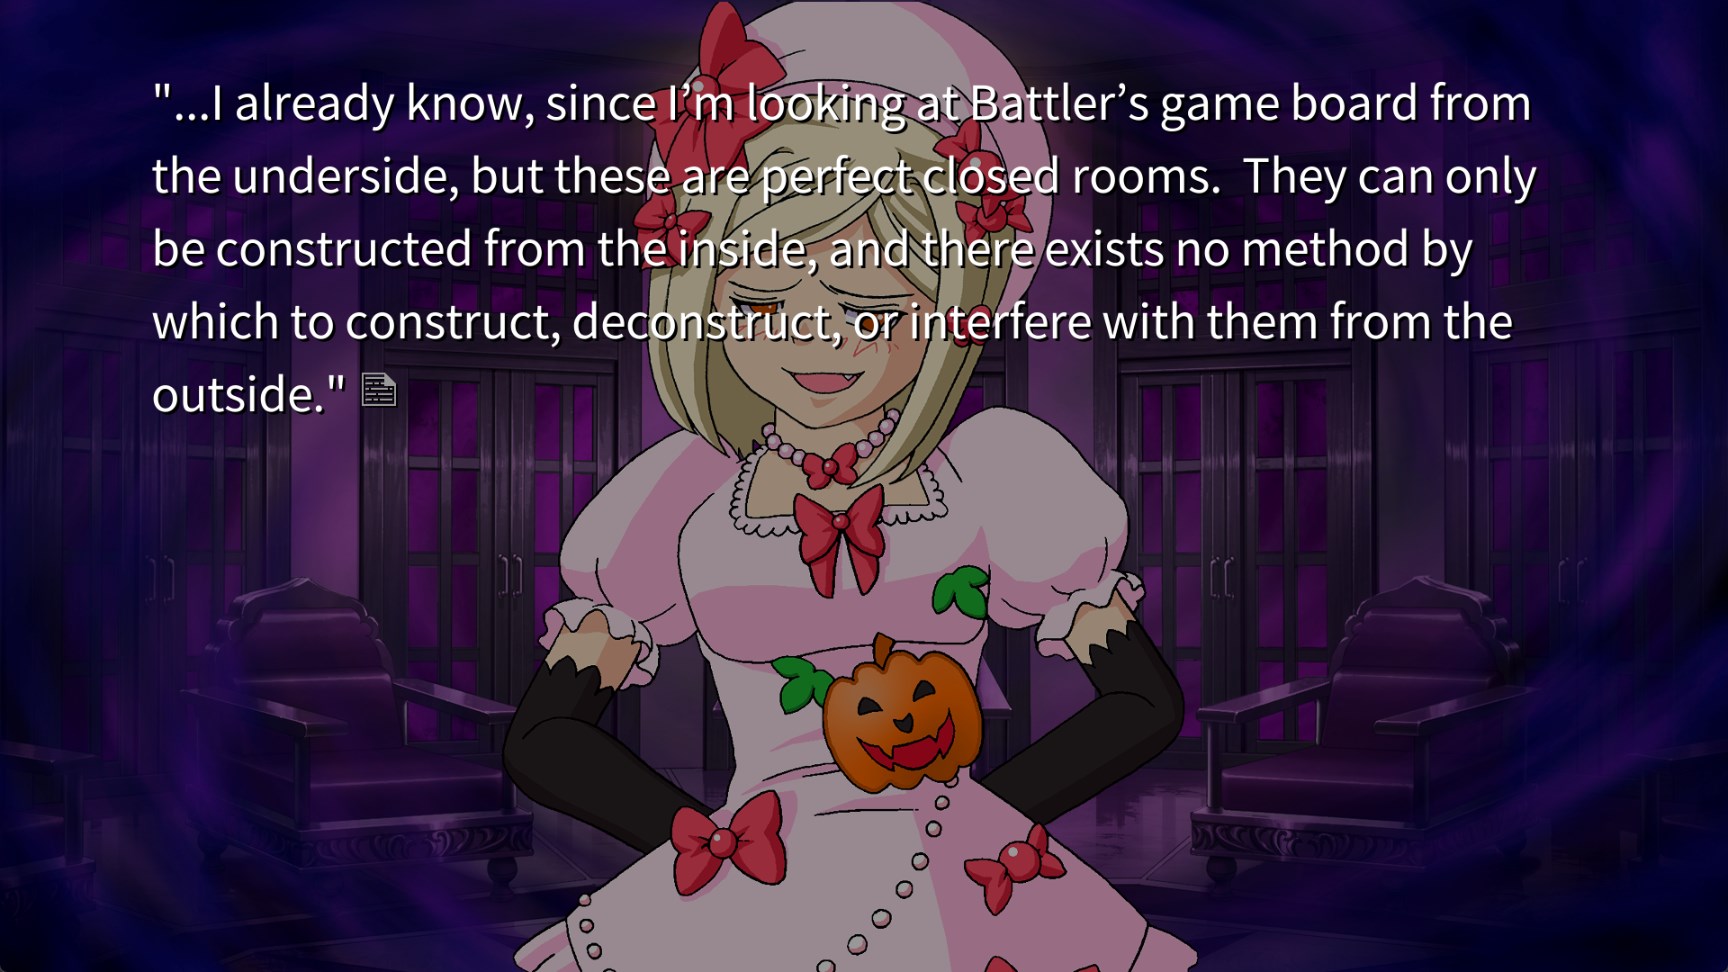 "...I already know, since I’m looking at Battler’s game board from
the underside, but these are perfect closed rooms.  They can only
be constructed from the inside, and there exists no method by
which to construct, deconstruct, or interfere with them from the
outside."